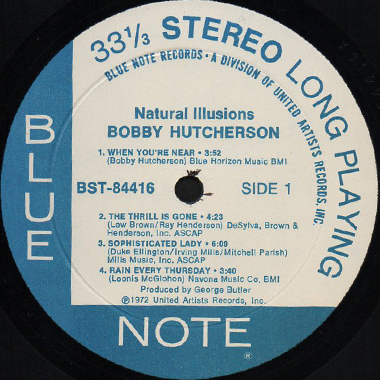 33⅓ STEREO LONG PLAYING
BLUE NOTE RECORDS • A DIVISION OF UNITED ARTISTS RECORDS, INC.
BLUE
Natural Illusions
BOBBY HUTCHERSON
1. WHEN YOU'RE NEAR • 3:52
(Bobby Hutcherson) Blue Horizon Music BMI
BST-84416 SIDE 1
2. THE THRILL IS GONE • 4:23
(Low Brown/Ray Henderson) DeSylva, Brown &
Henderson, Inc. ASCAP
3. SOPHISTICATED LADY • 6:09
(Duke Ellington/Irving Mills/Mitchell Parish)
Mills Music, Inc. ASCAP
4. RAIN EVERY THURSDAY • 3:40
(Loonis McGlohon) Navona Music Co. BMI
Produced by George Butler
Ⓟ1972 United Artists Records, Inc.
NOTE ®